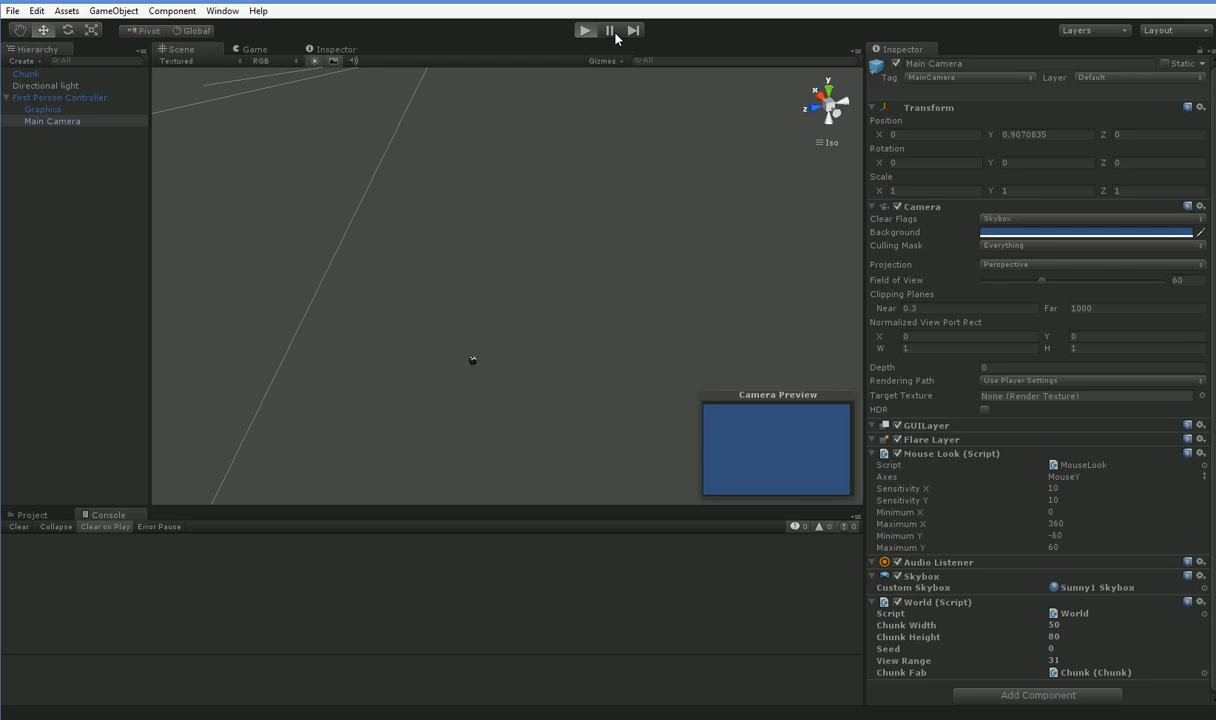 File Edit Assets GameObject Component Window Help
Pivot Global Layers Layout
Hierarchy Scene Game Inspector Inspector
Create All Textured RGB Gizmos All
Main Camera Static
Tag MainCamera Layer Default
Chunk
Directional light
First Person Controller
Graphics
Main Camera
y
x
z
Iso
Transform
Position
X 0 Y 0.9070835 Z 0
Rotation
X 0 Y 0 Z 0
Scale
X 1 Y 1 Z 1
Camera
Clear Flags Skybox
Background
Culling Mask Everything
Projection Perspective
Field of View 60
Clipping Planes
Near 0.3 Far 1000
Normalized View Port Rect
X 0 Y 0
W 1 H 1
Depth 0
Rendering Path Use Player Settings
Target Texture None (Render Texture)
HDR
GUILayer
Flare Layer
Mouse Look (Script)
Script MouseLook
Axes MouseY
Sensitivity X 10
Sensitivity Y 10
Minimum X 0
Maximum X 360
Minimum Y -60
Maximum Y 60
Audio Listener
Skybox
Custom Skybox Sunny1 Skybox
World (Script)
Script World
Chunk Width 50
Chunk Height 80
Seed 0
View Range 31
Chunk Fab Chunk (Chunk)
Add Component
Camera Preview
Project Console
Clear Collapse Clear on Play Error Pause 0 0 0